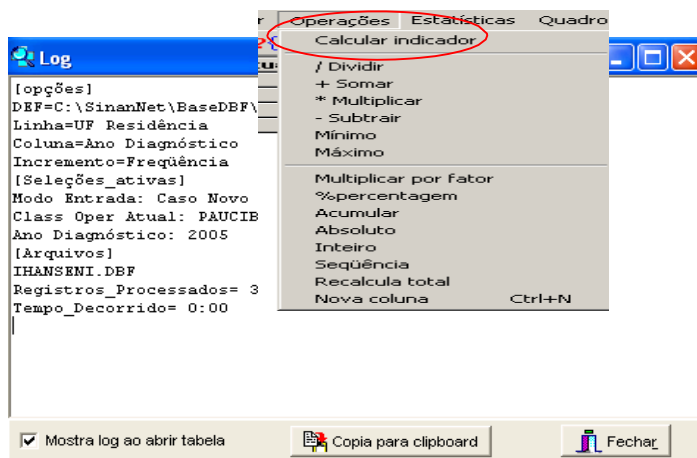 r Operações Estatísticas Quadro
Calcular indicador
/ Dividir
+ Somar
* Multiplicar
- Subtrair
Mínimo
Máximo
Multiplicar por fator
%percentagem
Acumular
Absoluto
Inteiro
Seqüência
Recalcula total
Nova coluna Ctrl+N
Log
[opções]
DEF=C:\SinanNet\BaseDBF\
Linha=UF Residência
Coluna=Ano Diagnóstico
Incremento=Freqüência
[Seleções_ativas]
Modo Entrada: Caso Novo
Class Oper Atual: PAUCIB
Ano Diagnóstico: 2005
[Arquivos]
IHANSENI.DBF
Registros_Processados= 3
Tempo_Decorrido= 0:00
Mostra log ao abrir tabela
Copia para clipboard
Fechar